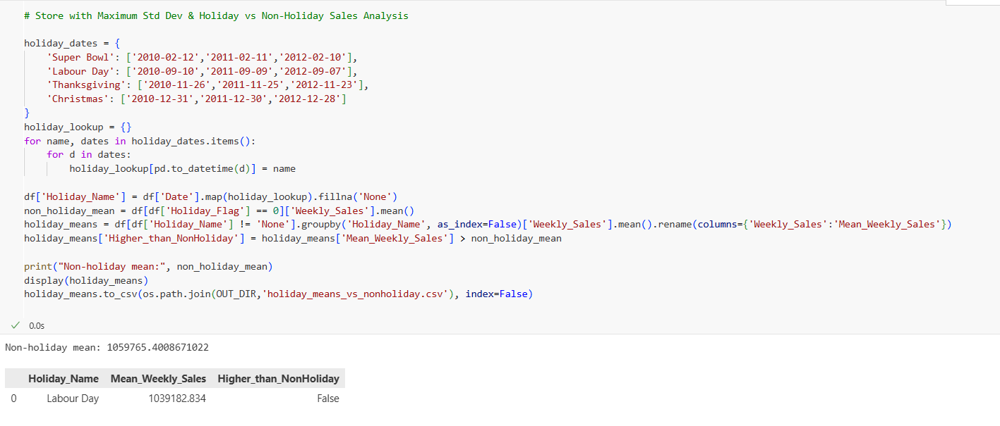 # Store with Maximum Std Dev & Holiday vs Non-Holiday Sales Analysis
holiday_dates = {
    'Super Bowl': ['2010-02-12','2011-02-11','2012-02-10'],
    'Labour Day': ['2010-09-10','2011-09-09','2012-09-07'],
    'Thanksgiving': ['2010-11-26','2011-11-25','2012-11-23'],
    'Christmas': ['2010-12-31','2011-12-30','2012-12-28']
}
holiday_lookup = {}
for name, dates in holiday_dates.items():
    for d in dates:
        holiday_lookup[pd.to_datetime(d)] = name
df['Holiday_Name'] = df['Date'].map(holiday_lookup).fillna('None')
non_holiday_mean = df[df['Holiday_Flag'] == 0]['Weekly_Sales'].mean()
holiday_means = df[df['Holiday_Name'] != 'None'].groupby('Holiday_Name', as_index=False)['Weekly_Sales'].mean().rename(columns={'Weekly_Sales':'Mean_Weekly_Sales'})
holiday_means['Higher_than_NonHoliday'] = holiday_means['Mean_Weekly_Sales'] > non_holiday_mean
print("Non-holiday mean:", non_holiday_mean)
display(holiday_means)
holiday_means.to_csv(os.path.join(OUT_DIR,'holiday_means_vs_nonholiday.csv'), index=False)
0.0s
Non-holiday mean: 1059765.4008671022
Holiday_Name Mean_Weekly_Sales Higher_than_NonHoliday
0 Labour Day 1039182.834 False